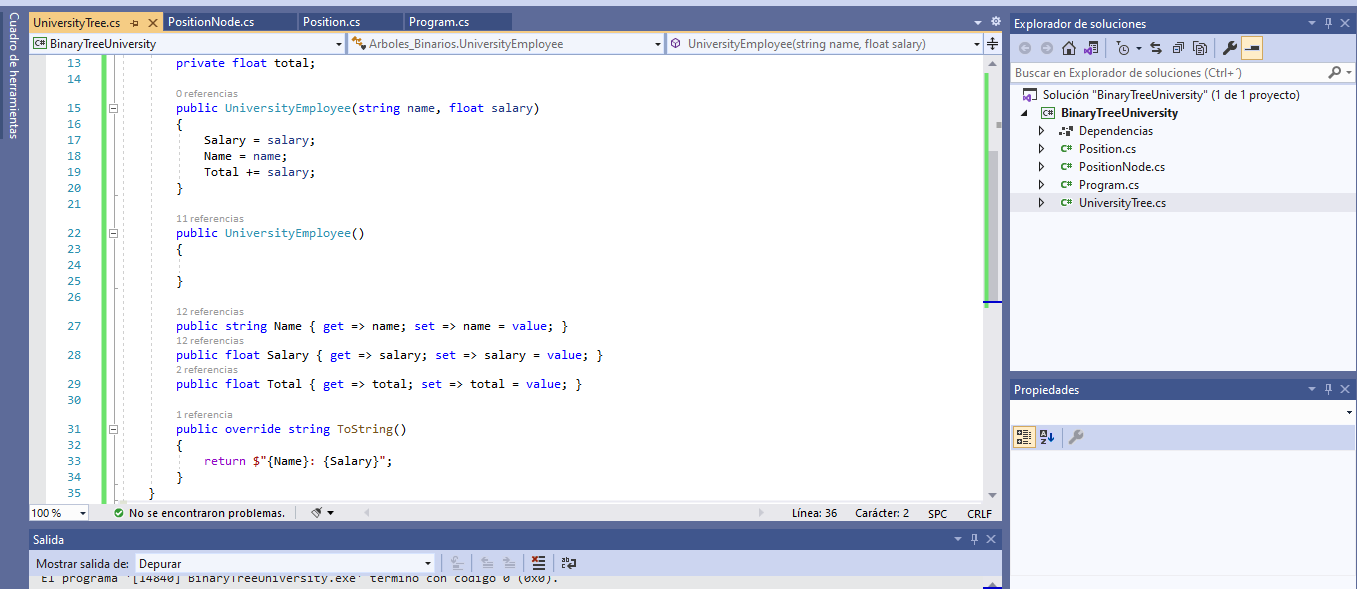 Cuadro de herramientas
UniversityTree.cs PositionNode.cs Position.cs Program.cs
C# BinaryTreeUniversity Arboles_Binarios.UniversityEmployee UniversityEmployee(string name, float salary)
13 private float total;
14
0 referencias
15 public UniversityEmployee(string name, float salary)
16 {
17 Salary = salary;
18 Name = name;
19 Total += salary;
20 }
21
11 referencias
22 public UniversityEmployee()
23 {
24
25 }
26
12 referencias
27 public string Name { get => name; set => name = value; }
12 referencias
28 public float Salary { get => salary; set => salary = value; }
2 referencias
29 public float Total { get => total; set => total = value; }
30
1 referencia
31 public override string ToString()
32 {
33 return $"{Name}: {Salary}";
34 }
35 }
100 % No se encontraron problemas. Línea: 36 Carácter: 2 SPC CRLF
Salida
Mostrar salida de: Depurar
El programa '[14840] BinaryTreeUniversity.exe' terminó con código 0 (0x0).
Explorador de soluciones
Buscar en Explorador de soluciones (Ctrl+´)
Solución "BinaryTreeUniversity" (1 de 1 proyecto)
C# BinaryTreeUniversity
Dependencias
C# Position.cs
C# PositionNode.cs
C# Program.cs
C# UniversityTree.cs
Propiedades